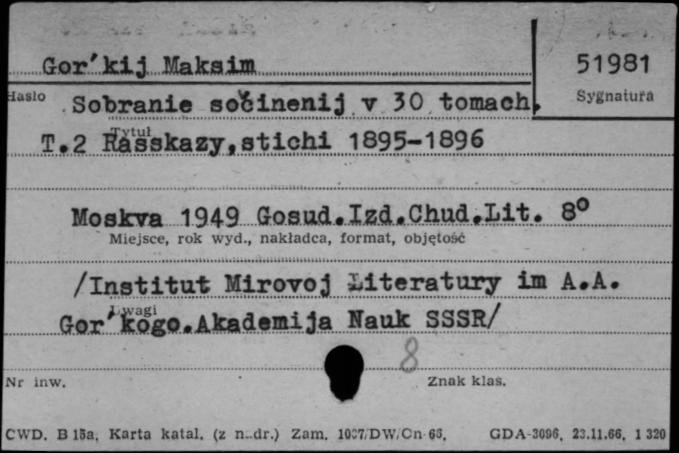 Gor'kij Maksim 51981
Hasło Sygnatura
Sobranie sočinenij v 30 tomach.
Tytuł
T.2 Rasskazy,stichi 1895-1896
Moskva 1949 Gosud.Izd.Chud.Lit. 8°
Miejsce, rok wyd., nakładca, format, objętość
/Institut Mirovoj Literatury im A.A.
Uwagi
Gor'kogo.Akademija Nauk SSSR/
8
Nr inw. Znak klas.
CWD. B 15a, Karta katal. (z n..dr.) Zam. DW/Cn 66, GDA-3096, 23.11.66, 1 320